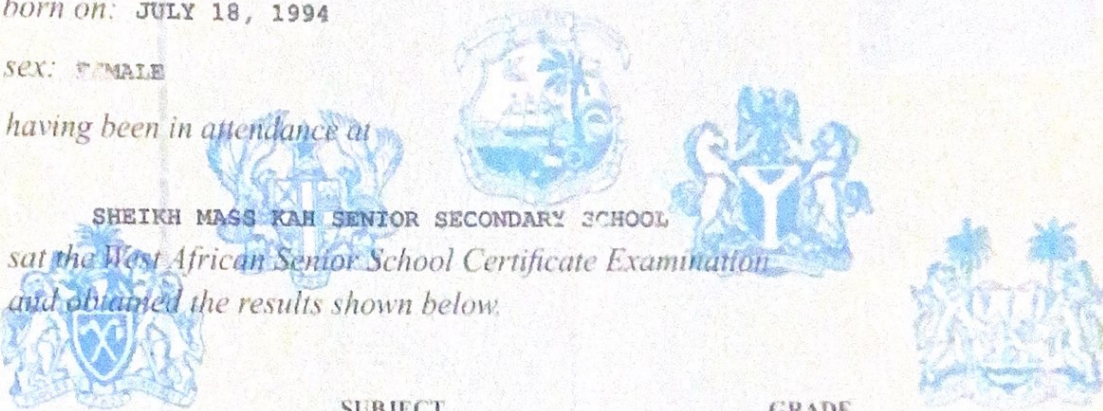 born on: JULY 18, 1994
sex: FEMALE
having been in attendance at
SHEIKH MASS KAH SENIOR SECONDARY SCHOOL
sat the West African Senior School Certificate Examination
and obtained the results shown below.
SUBJECT GRADE